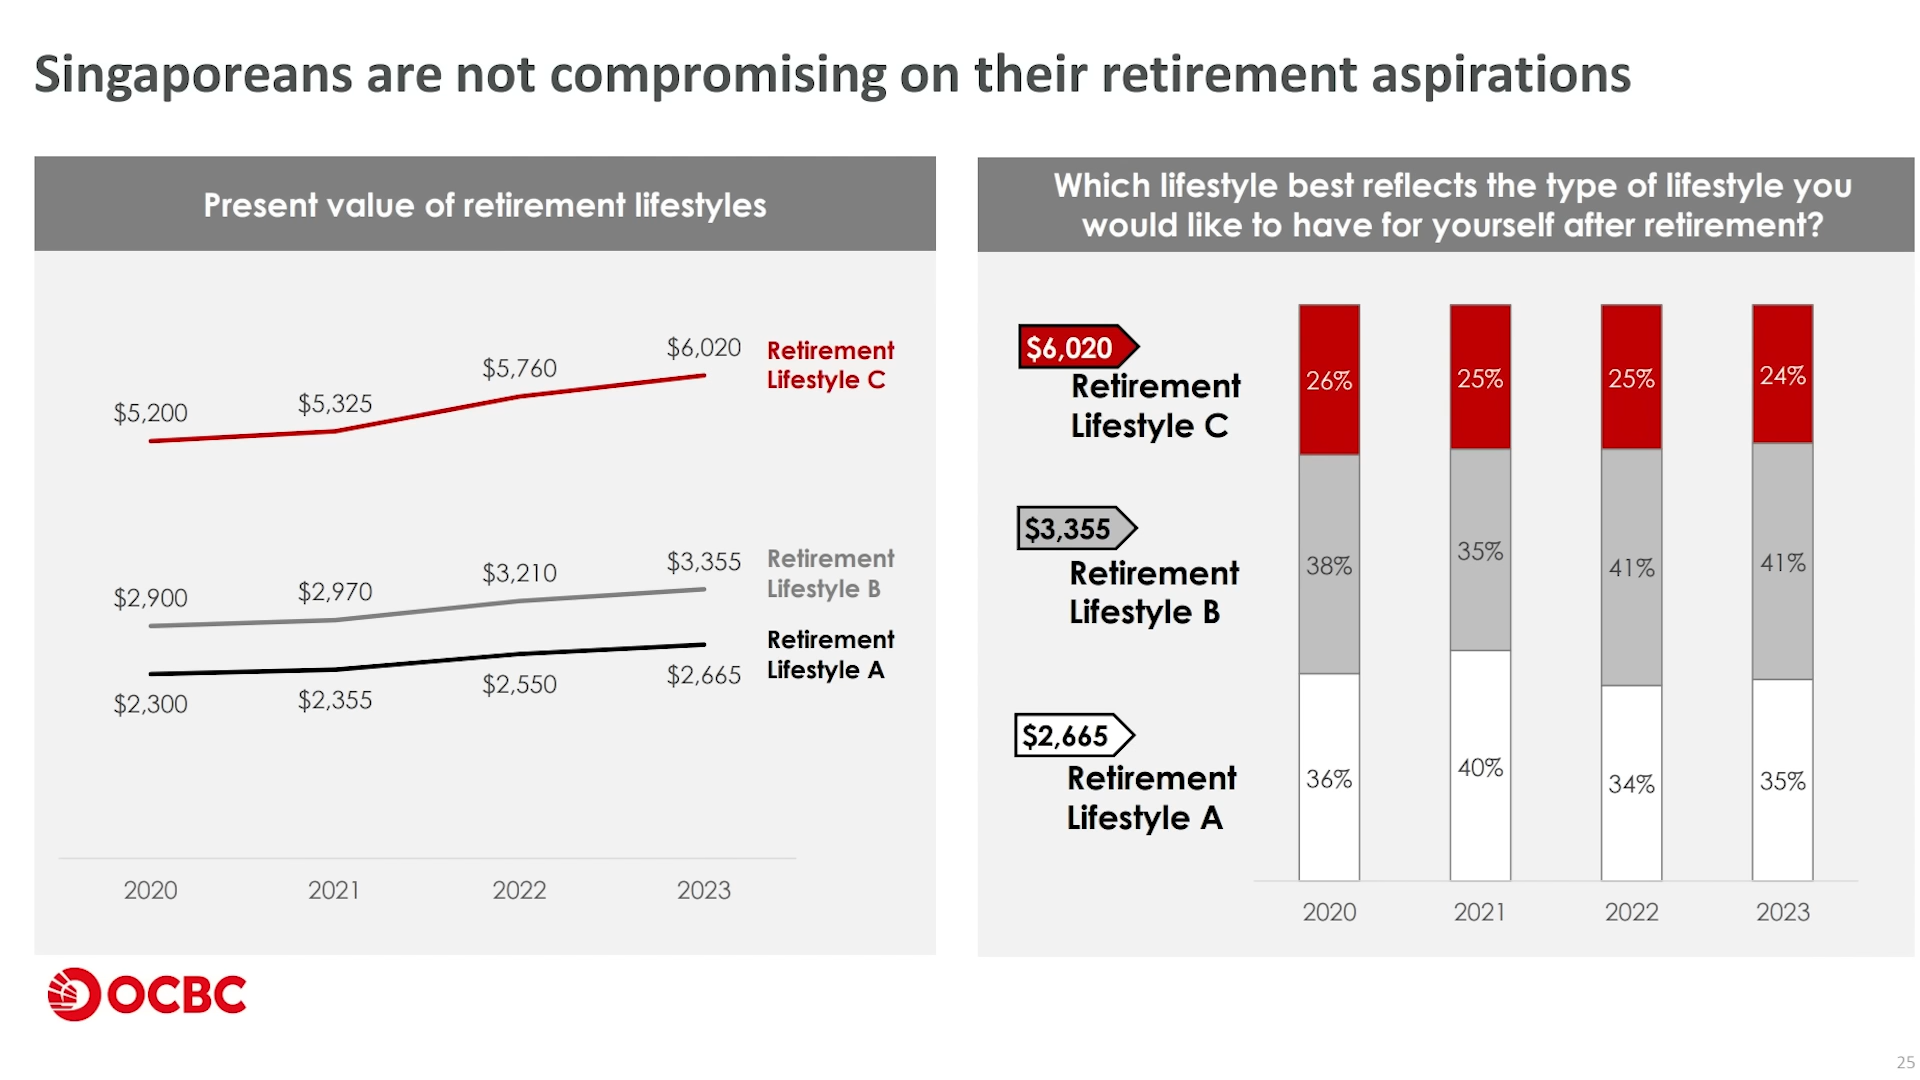 Singaporeans are not compromising on their retirement aspirations
Present value of retirement lifestyles
$5,200
$5,325
$5,760
$6,020
Retirement
Lifestyle C
$2,900
$2,970
$3,210
$3,355
Retirement
Lifestyle B
$2,300
$2,355
$2,550
$2,665
Retirement
Lifestyle A
2020
2021
2022
2023
Which lifestyle best reflects the type of lifestyle you
would like to have for yourself after retirement?
$6,020
Retirement
Lifestyle C
26%
25%
25%
24%
$3,355
Retirement
Lifestyle B
38%
35%
41%
41%
$2,665
Retirement
Lifestyle A
36%
40%
34%
35%
2020
2021
2022
2023
OCBC
25